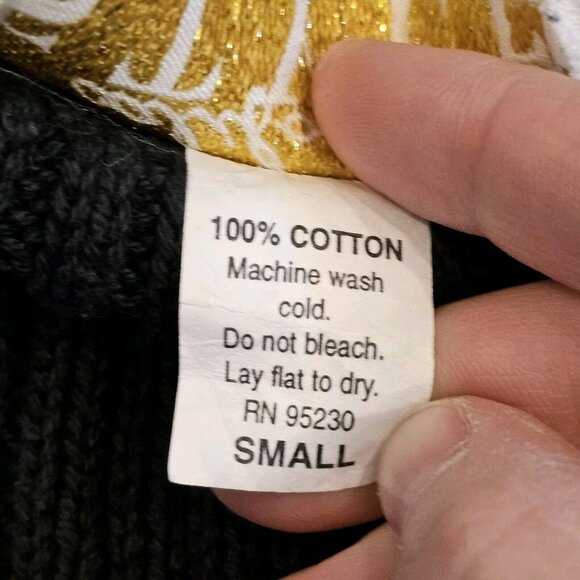 100% COTTON
Machine wash
cold.
Do not bleach.
Lay flat to dry.
RN 95230
SMALL